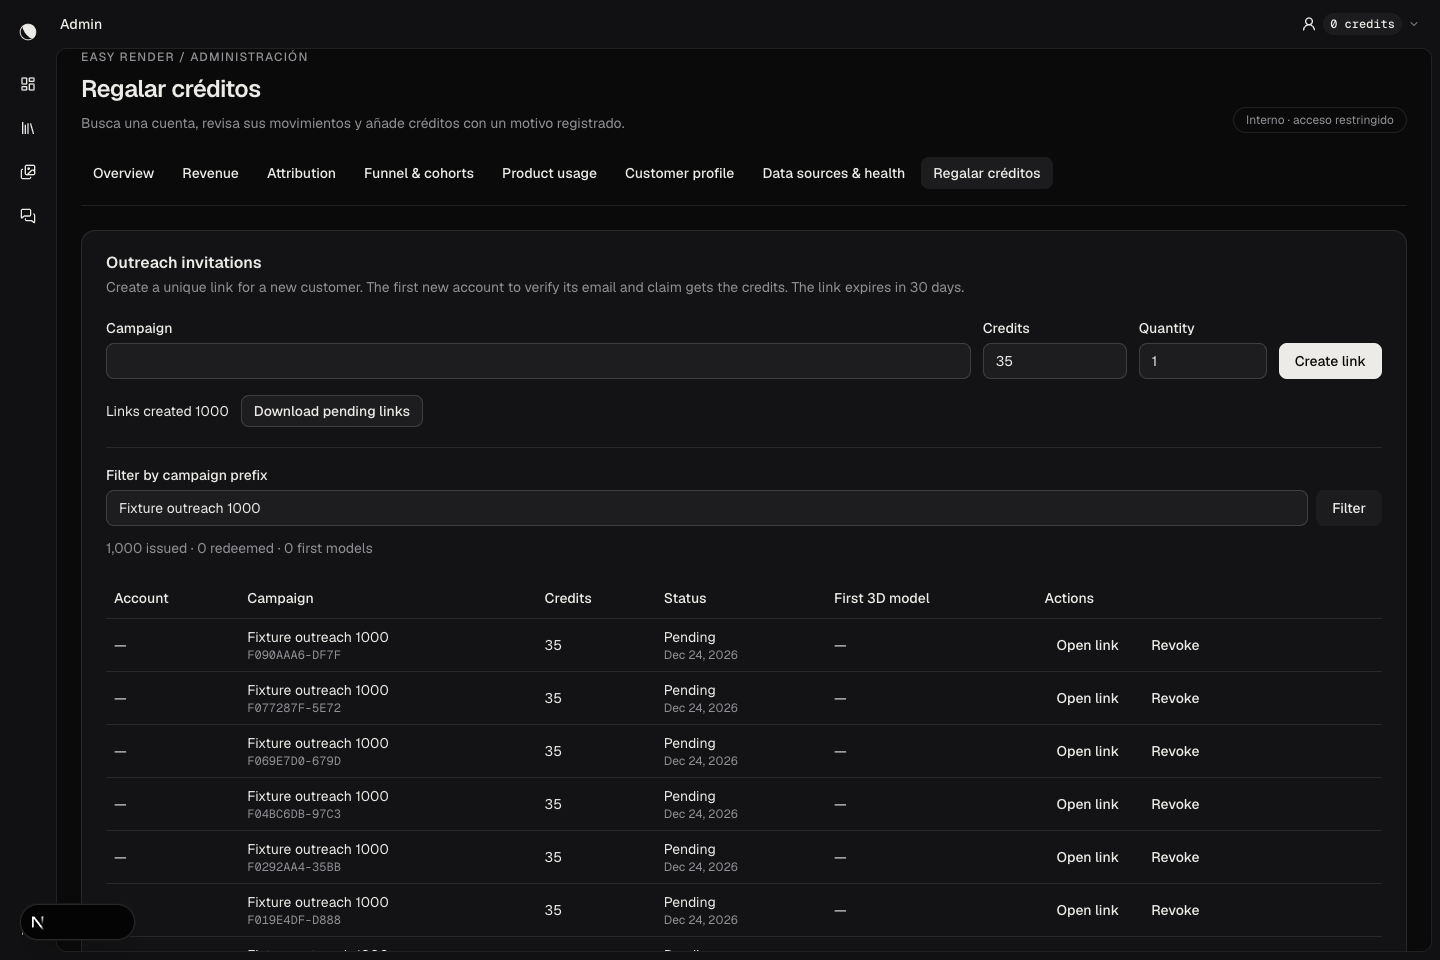 Admin
0 credits
EASY RENDER / ADMINISTRACIÓN
Regalar créditos
Busca una cuenta, revisa sus movimientos y añade créditos con un motivo registrado.
Interno · acceso restringido
Overview Revenue Attribution Funnel & cohorts Product usage Customer profile Data sources & health Regalar créditos
Outreach invitations
Create a unique link for a new customer. The first new account to verify its email and claim gets the credits. The link expires in 30 days.
Campaign Credits Quantity
35 1 Create link
Links created 1000 Download pending links
Filter by campaign prefix
Fixture outreach 1000 Filter
1,000 issued · 0 redeemed · 0 first models
Account Campaign Credits Status First 3D model Actions
— Fixture outreach 1000 35 Pending — Open link Revoke
F090AAA6-DF7F Dec 24, 2026
— Fixture outreach 1000 35 Pending — Open link Revoke
F077287F-5E72 Dec 24, 2026
— Fixture outreach 1000 35 Pending — Open link Revoke
F069E7D0-679D Dec 24, 2026
— Fixture outreach 1000 35 Pending — Open link Revoke
F04BC6DB-97C3 Dec 24, 2026
— Fixture outreach 1000 35 Pending — Open link Revoke
F0292AA4-35BB Dec 24, 2026
Fixture outreach 1000 35 Pending — Open link Revoke
F019E4DF-D888 Dec 24, 2026
N